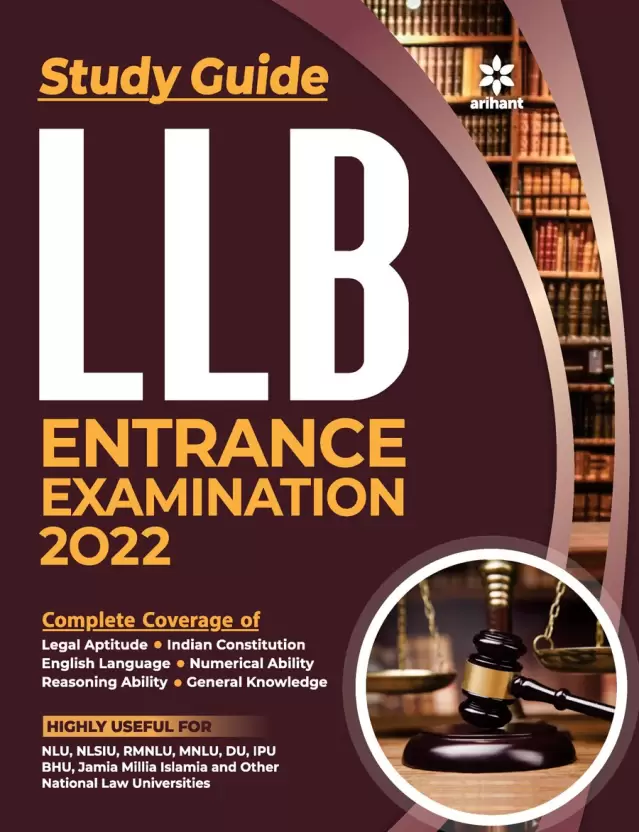 Study Guide
arihant
LLB
ENTRANCE
EXAMINATION
2022
Complete Coverage of
Legal Aptitude • Indian Constitution
English Language • Numerical Ability
Reasoning Ability • General Knowledge
HIGHLY USEFUL FOR
NLU, NLSIU, RMNLU, MNLU, DU, IPU
BHU, Jamia Millia Islamia and Other
National Law Universities